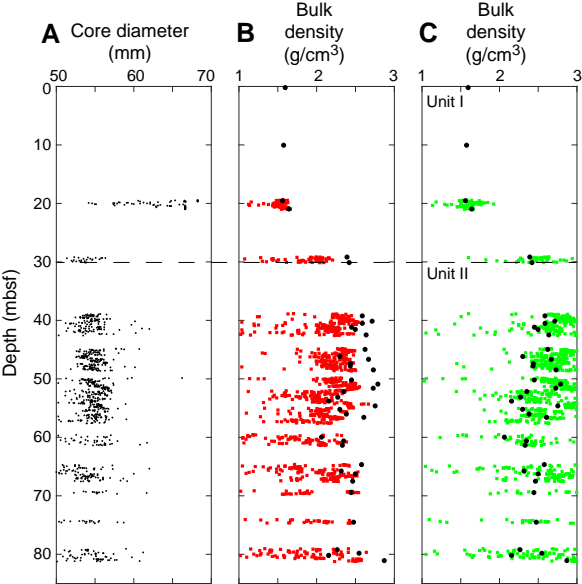 A Core diameter (mm)
50 60 70
B Bulk density (g/cm3)
1 2 3
C Bulk density (g/cm3)
1 2 3
Depth (mbsf)
0
10
20
30
40
50
60
70
80
Unit I
Unit II